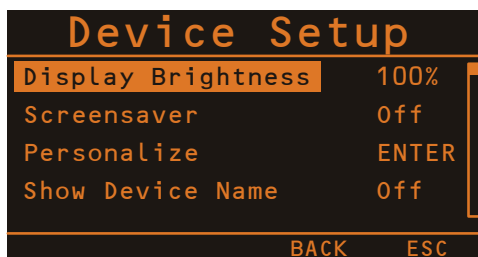 Device Setup
Display Brightness 100%
Screensaver Off
Personalize ENTER
Show Device Name Off
BACK ESC